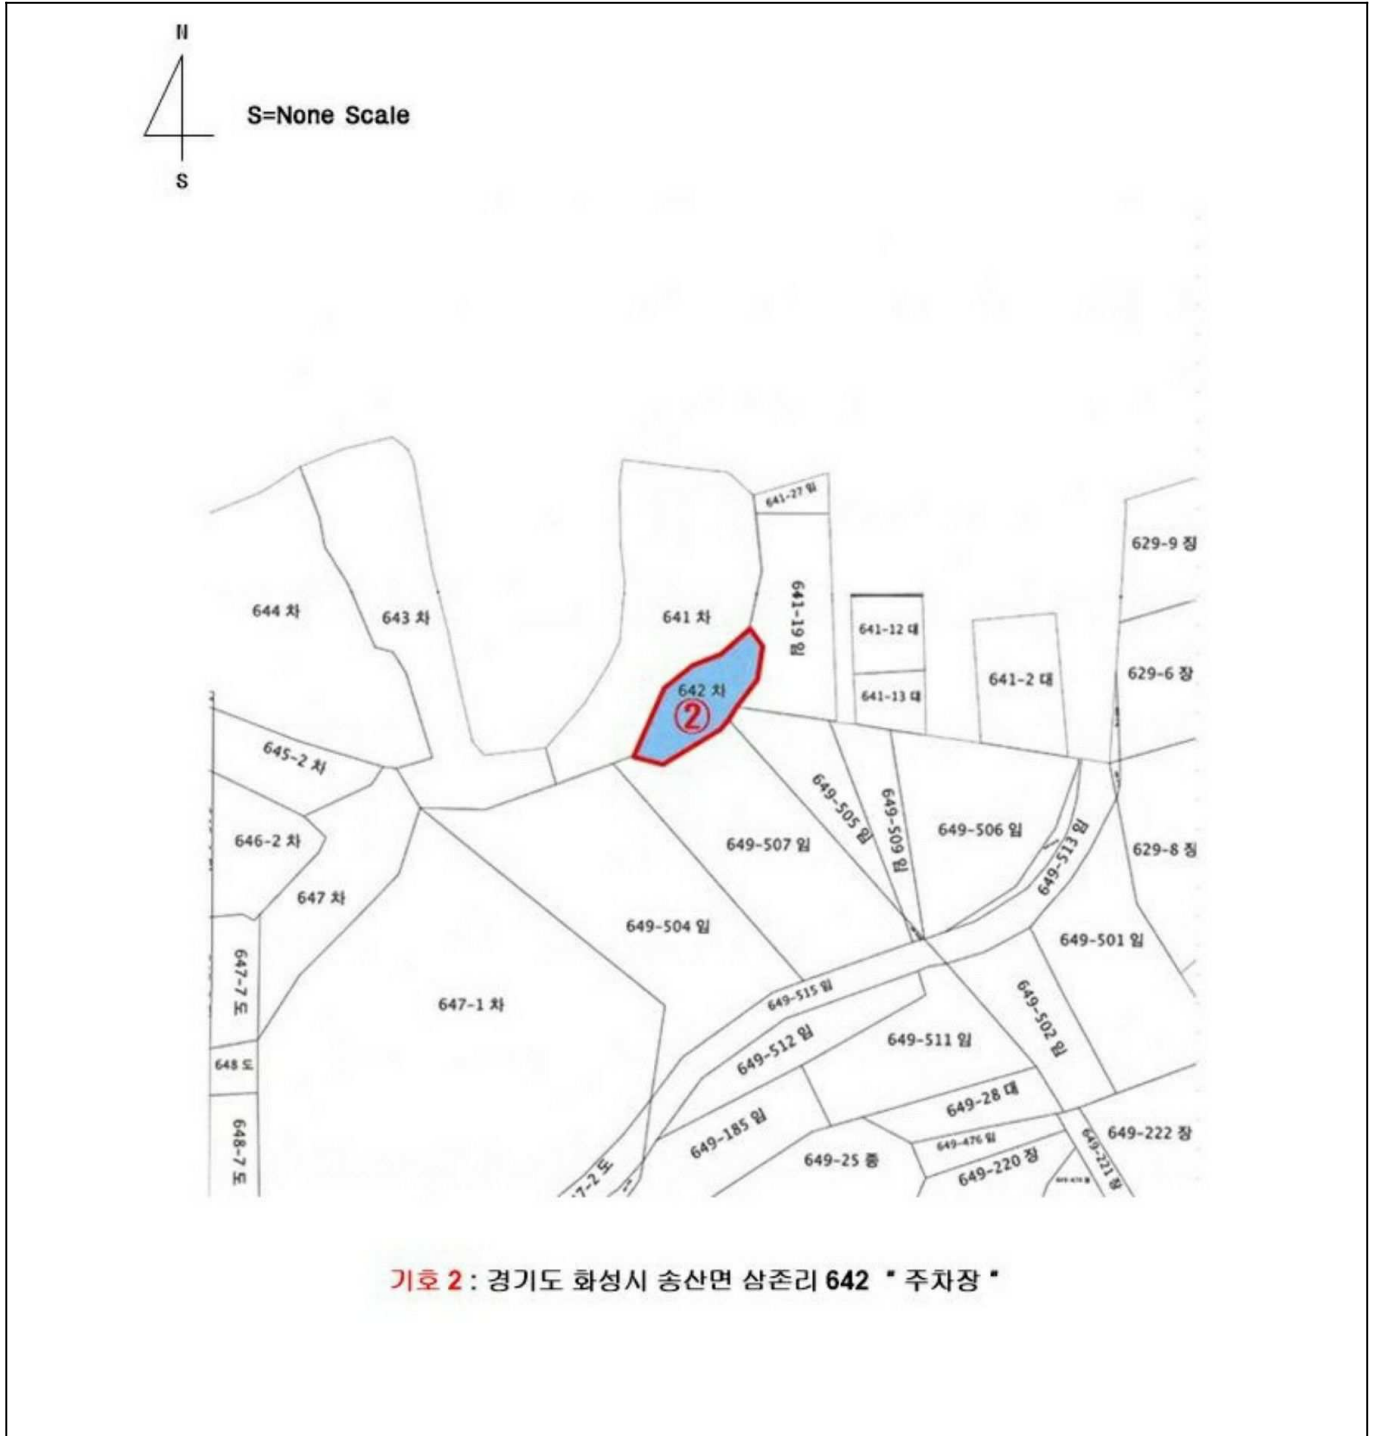 N
S=None Scale
S
641-27 임
629-9 장
644 차
643 차
641 차
641-19 임
641-12 대
629-6 장
641-2 대
642 차
②
641-13 대
645-2 차
649-505 임
649-509 임
649-506 임
646-2 차
649-507 임
649-513 임
629-8 장
647 차
649-504 임
649-501 임
647-7 도
647-1 차
649-515 임
649-502 임
649-512 임
649-511 임
648 도
649-28 대
649-185 임
649-222 장
648-7 도
649-25 종
649-476 임
649-220 장
649-221 장
7-2 도
기호 2 : 경기도 화성시 송산면 삼존리 642 " 주차장 "